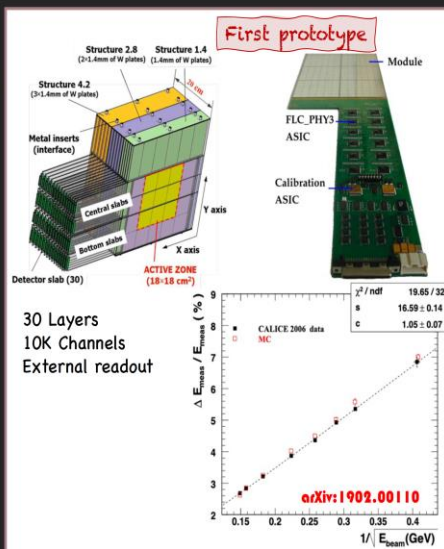 First prototype
Structure 2.8
(2×1.4mm of W plates)
Structure 1.4
(1.4mm of W plates)
Structure 4.2
(3×1.4mm of W plates)
20 cm
Metal inserts
(interface)
Central slabs
Bottom slabs
Y axis
X axis
Detector slab (30)
ACTIVE ZONE
(18×18 cm²)
Module
FLC_PHY3
ASIC
Calibration
ASIC
30 Layers
10K Channels
External readout
χ² / ndf 19.65 / 32
s 16.59 ± 0.14
c 1.05 ± 0.07
CALICE 2006 data
MC
Δ E meas / E meas (%)
8
7
6
5
4
3
2
arXiv:1902.00110
0.15 0.2 0.25 0.3 0.35 0.4
1/√E beam (GeV)